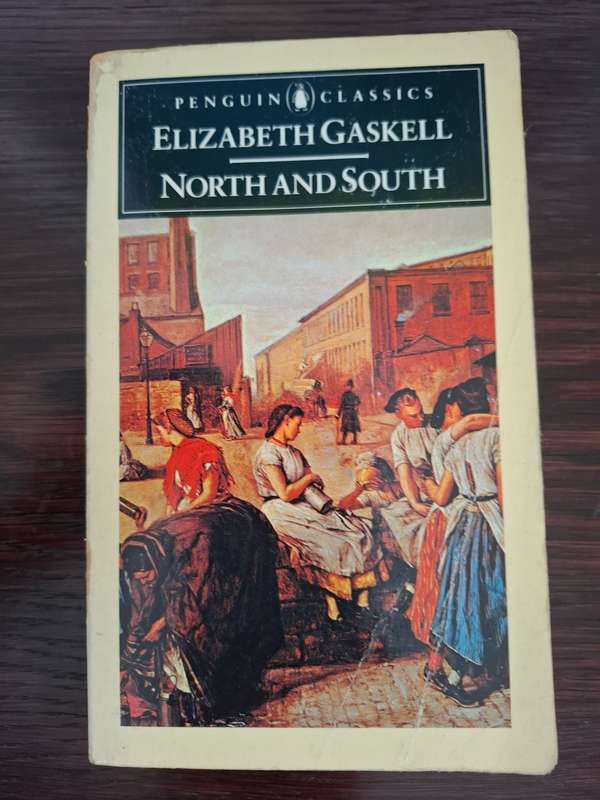 PENGUIN CLASSICS
ELIZABETH GASKELL
NORTH AND SOUTH